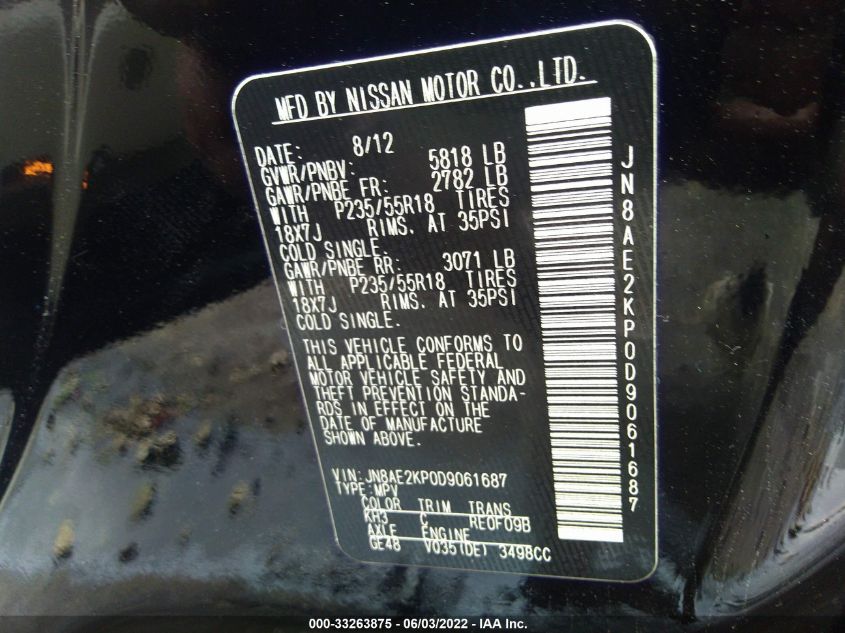 MFD BY NISSAN MOTOR CO.,LTD.
DATE: 8/12
GVWR/PNBV: 5818 LB
GAWR/PNBE FR: 2782 LB
WITH P235/55R18 TIRES
18X7J RIMS. AT 35PSI
COLD SINGLE.
GAWR/PNBE RR: 3071 LB
WITH P235/55R18 TIRES
18X7J RIMS. AT 35PSI
COLD SINGLE.
THIS VEHICLE CONFORMS TO
ALL APPLICABLE FEDERAL
MOTOR VEHICLE SAFETY AND
THEFT PREVENTION STANDA-
RDS IN EFFECT ON THE
DATE OF MANUFACTURE
SHOWN ABOVE.
VIN:JN8AE2KP0D9061687
TYPE:MPV
COLOR TRIM TRANS
KH3 C RE0F09B
AXLE ENGINE
GE48 VQ35(DE) 3498CC
JN8AE2KP0D9061687
000-33263875 - 06/03/2022 - IAA Inc.